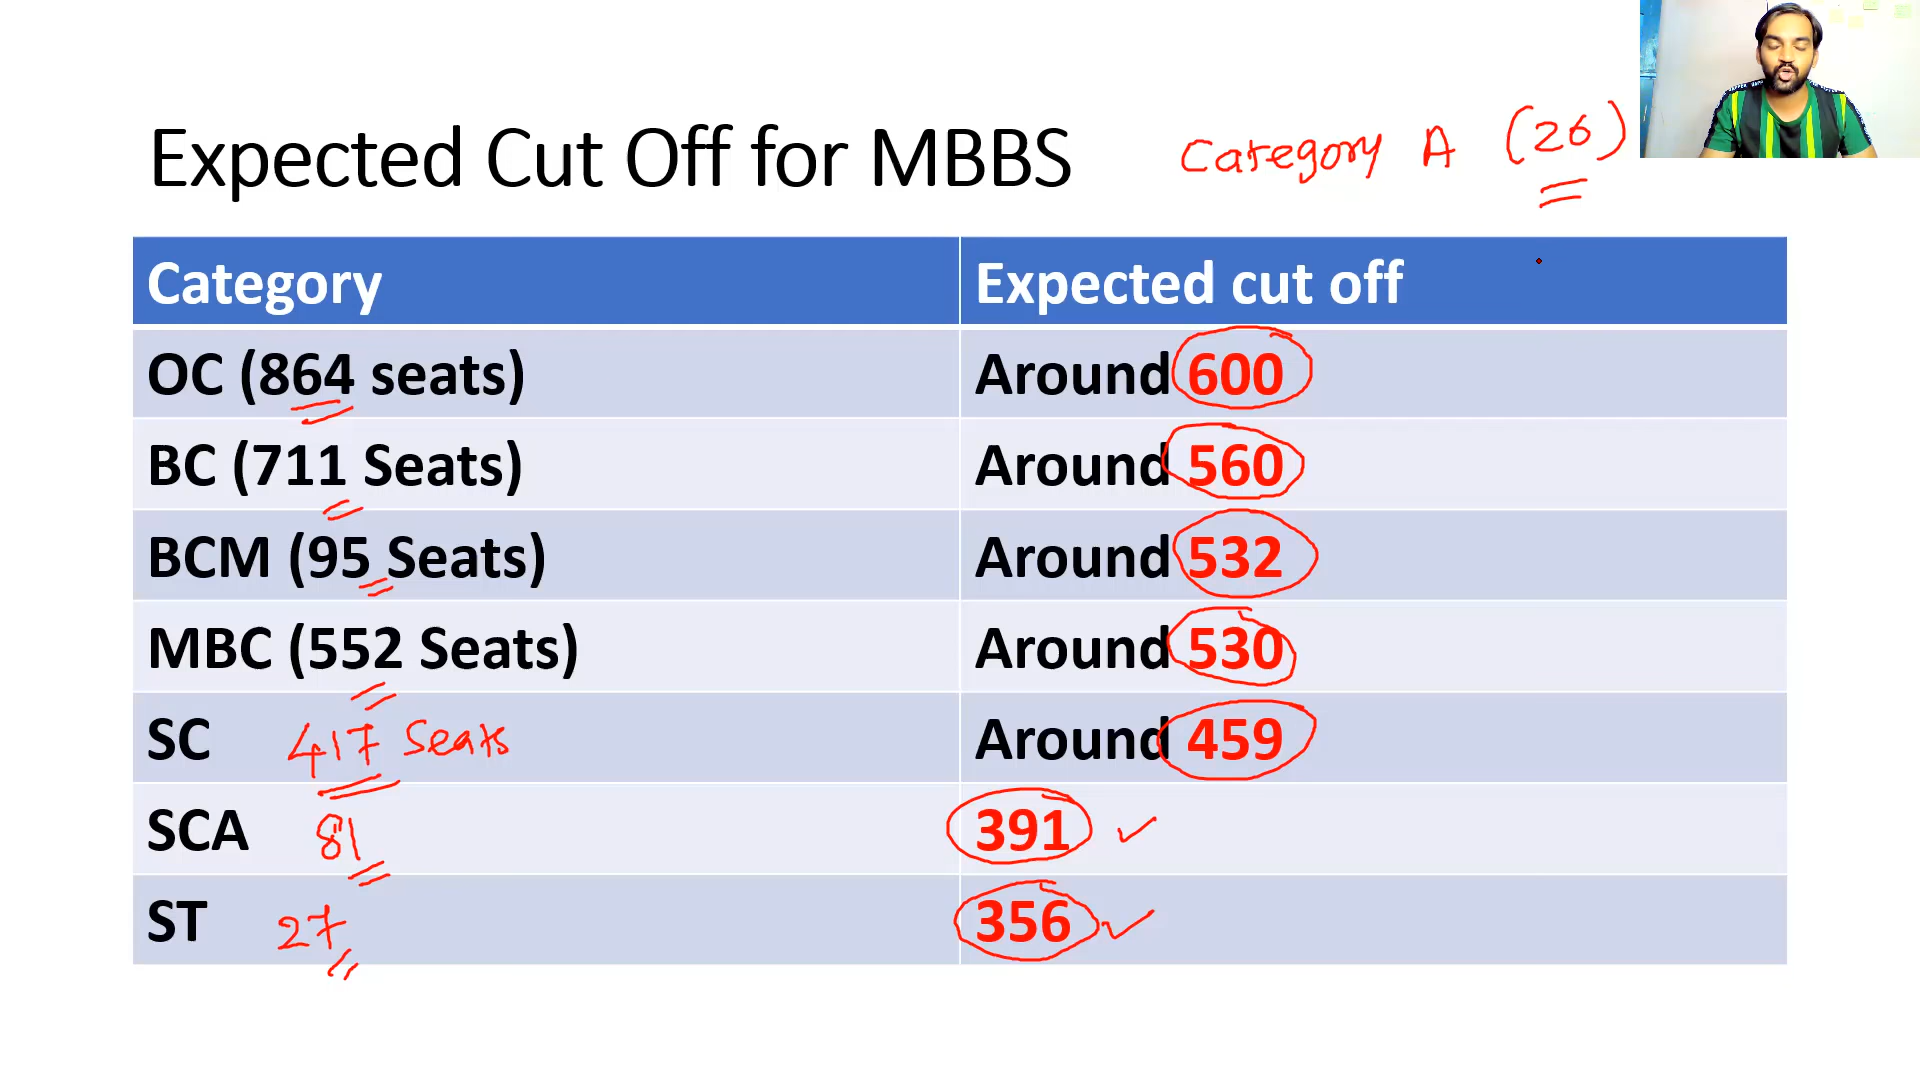 Expected Cut Off for MBBS
Category A (26)
Category Expected cut off
OC (864 seats) Around 600
BC (711 Seats) Around 560
BCM (95 Seats) Around 532
MBC (552 Seats) Around 530
SC 417 Seats Around 459
SCA 81 391
ST 27 356